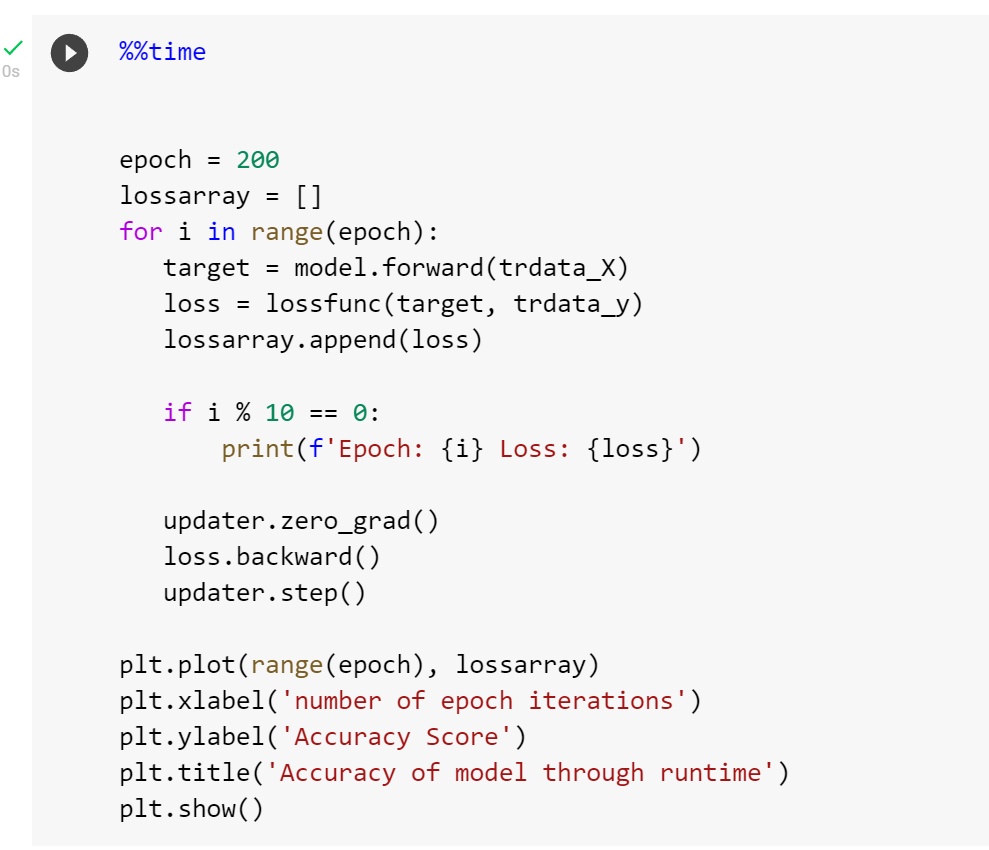 %%time
0s
epoch = 200
lossarray = []
for i in range(epoch):
target = model.forward(trdata_X)
loss = lossfunc(target, trdata_y)
lossarray.append(loss)
if i % 10 == 0:
print(f'Epoch: {i} Loss: {loss}')
updater.zero_grad()
loss.backward()
updater.step()
plt.plot(range(epoch), lossarray)
plt.xlabel('number of epoch iterations')
plt.ylabel('Accuracy Score')
plt.title('Accuracy of model through runtime')
plt.show()